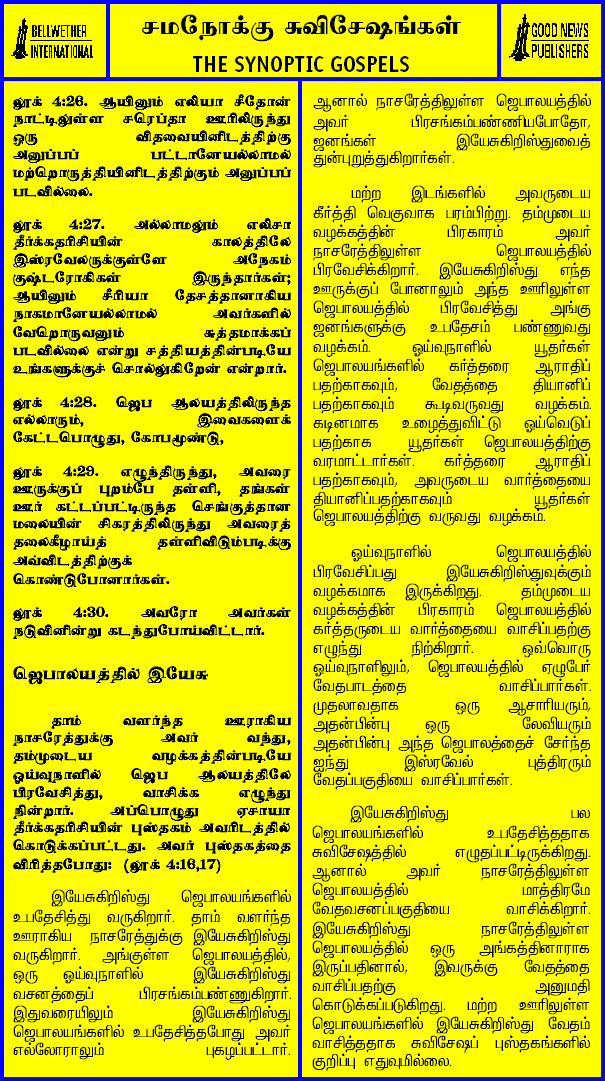 BELLWETHER
INTERNATIONAL
சமநோக்கு சுவிசேஷங்கள்
THE SYNOPTIC GOSPELS
GOOD NEWS
PUBLISHERS
லூக் 4:26. ஆயினும் எலியா சீதோன்
நாட்டிலுள்ள சரெப்தா ஊரிலிருந்து
ஒரு விதவையினிடத்திற்கு
அனுப்பப் பட்டானேயல்லாமல்
மற்றொருத்தியினிடத்திற்கும் அனுப்பப்
படவில்லை.
லூக் 4:27. அல்லாமலும் எலிசா
தீர்க்கதரிசியின் காலத்திலே
இஸ்ரவேலருக்குள்ளே அநேகம்
குஷ்டரோகிகள் இருந்தார்கள்;
ஆயினும் சீரியா தேசத்தானாகிய
நாகமானேயல்லாமல் அவர்களில்
வேறொருவனும் சுத்தமாக்கப்
படவில்லை என்று சத்தியத்தின்படியே
உங்களுக்குச் சொல்லுகிறேன் என்றார்.
லூக் 4:28. ஜெப ஆலயத்திலிருந்த
எல்லாரும், இவைகளைக்
கேட்டபொழுது, கோபமுண்டு,
லூக் 4:29. எழுந்திருந்து, அவரை
ஊருக்குப் புறம்பே தள்ளி, தங்கள்
ஊர் கட்டப்பட்டிருந்த செங்குத்தான
மலையின் சிகரத்திலிருந்து அவரைத்
தலைகீழாய்த் தள்ளிவிடும்படிக்கு
அவ்விடத்திற்குக்
கொண்டுபோனார்கள்.
லூக் 4:30. அவரோ அவர்கள்
நடுவினின்று கடந்துபோய்விட்டார்.
ஜெபாலயத்தில் இயேசு
தாம் வளர்ந்த ஊராகிய
நாசரேத்துக்கு அவர் வந்து,
தம்முடைய வழக்கத்தின்படியே
ஓய்வுநாளில் ஜெப ஆலயத்திலே
பிரவேசித்து, வாசிக்க எழுந்து
நின்றார். அப்பொழுது ஏசாயா
தீர்க்கதரிசியின் புஸ்தகம் அவரிடத்தில்
கொடுக்கப்பட்டது. அவர் புஸ்தகத்தை
விரித்தபோது: (லூக் 4:16,17)
இயேசுகிறிஸ்து ஜெபாலயங்களில்
உபதேசித்து வருகிறார். தாம் வளர்ந்த
ஊராகிய நாசரேத்துக்கு இயேசுகிறிஸ்து
வருகிறார். அங்குள்ள ஜெபாலயத்தில்,
ஒரு ஓய்வுநாளில் இயேசுகிறிஸ்து
வசனத்தைப் பிரசங்கம்பண்ணுகிறார்.
இதுவரையிலும் இயேசுகிறிஸ்து
ஜெபாலயங்களில் உபதேசித்தபோது அவர்
எல்லோராலும் புகழப்பட்டார்.
ஆனால் நாசரேத்திலுள்ள ஜெபாலயத்தில்
அவர் பிரசங்கம்பண்ணியபோதோ,
ஜனங்கள் இயேசுகிறிஸ்துவைத்
துன்புறுத்துகிறார்கள்.
மற்ற இடங்களில் அவருடைய
கீர்த்தி வெகுவாக பரம்பிற்று. தம்முடைய
வழக்கத்தின் பிரகாரம் அவர்
நாசரேத்திலுள்ள ஜெபாலயத்தில்
பிரவேசிக்கிறார். இயேசுகிறிஸ்து எந்த
ஊருக்குப் போனாலும் அந்த ஊரிலுள்ள
ஜெபாலயத்தில் பிரவேசித்து அங்கு
ஜனங்களுக்கு உபதேசம் பண்ணுவது
வழக்கம். ஓய்வுநாளில் யூதர்கள்
ஜெபாலயங்களில் கர்த்தரை ஆராதிப்
பதற்காகவும், வேதத்தை தியானிப்
பதற்காகவும் கூடிவருவது வழக்கம்.
கடினமாக உழைத்துவிட்டு ஓய்வெடுப்
பதற்காக யூதர்கள் ஜெபாலயத்திற்கு
வரமாட்டார்கள். கர்த்தரை ஆராதிப்
பதற்காகவும், அவருடைய வார்த்தையை
தியானிப்பதற்காகவும் யூதர்கள்
ஜெபாலயத்திற்கு வருவது வழக்கம்.
ஓய்வுநாளில் ஜெபாலயத்தில்
பிரவேசிப்பது இயேசுகிறிஸ்துவுக்கும்
வழக்கமாக இருக்கிறது. தம்முடைய
வழக்கத்தின் பிரகாரம் ஜெபாலயத்தில்
கர்த்தருடைய வார்த்தையை வாசிப்பதற்கு
எழுந்து நிற்கிறார். ஒவ்வொரு
ஓய்வுநாளிலும், ஜெபாலயத்தில் ஏழுபேர்
வேதபாடத்தை வாசிப்பார்கள்.
முதலாவதாக ஒரு ஆசாரியரும்,
அதன்பின்பு ஒரு லேவியரும்
அதன்பின்பு அந்த ஜெபாலத்தைச் சேர்ந்த
ஐந்து இஸ்ரவேல் புத்திரரும்
வேதப்பகுதியை வாசிப்பார்கள்.
இயேசுகிறிஸ்து பல
ஜெபாலயங்களில் உபதேசித்ததாக
சுவிசேஷத்தில் எழுதப்பட்டிருக்கிறது.
ஆனால் அவர் நாசரேத்திலுள்ள
ஜெபாலயத்தில் மாத்திரமே
வேதவசனப்பகுதியை வாசிக்கிறார்.
இயேசுகிறிஸ்து நாசரேத்திலுள்ள
ஜெபாலயத்தில் ஒரு அங்கத்தினாராக
இருப்பதினால், இவருக்கு வேதத்தை
வாசிப்பதற்கு அனுமதி
கொடுக்கப்படுகிறது. மற்ற ஊரிலுள்ள
ஜெபாலயங்களில் இயேசுகிறிஸ்து வேதம்
வாசித்ததாக சுவிசேஷப் புஸ்தகங்களில்
குறிப்பு எதுவுமில்லை.